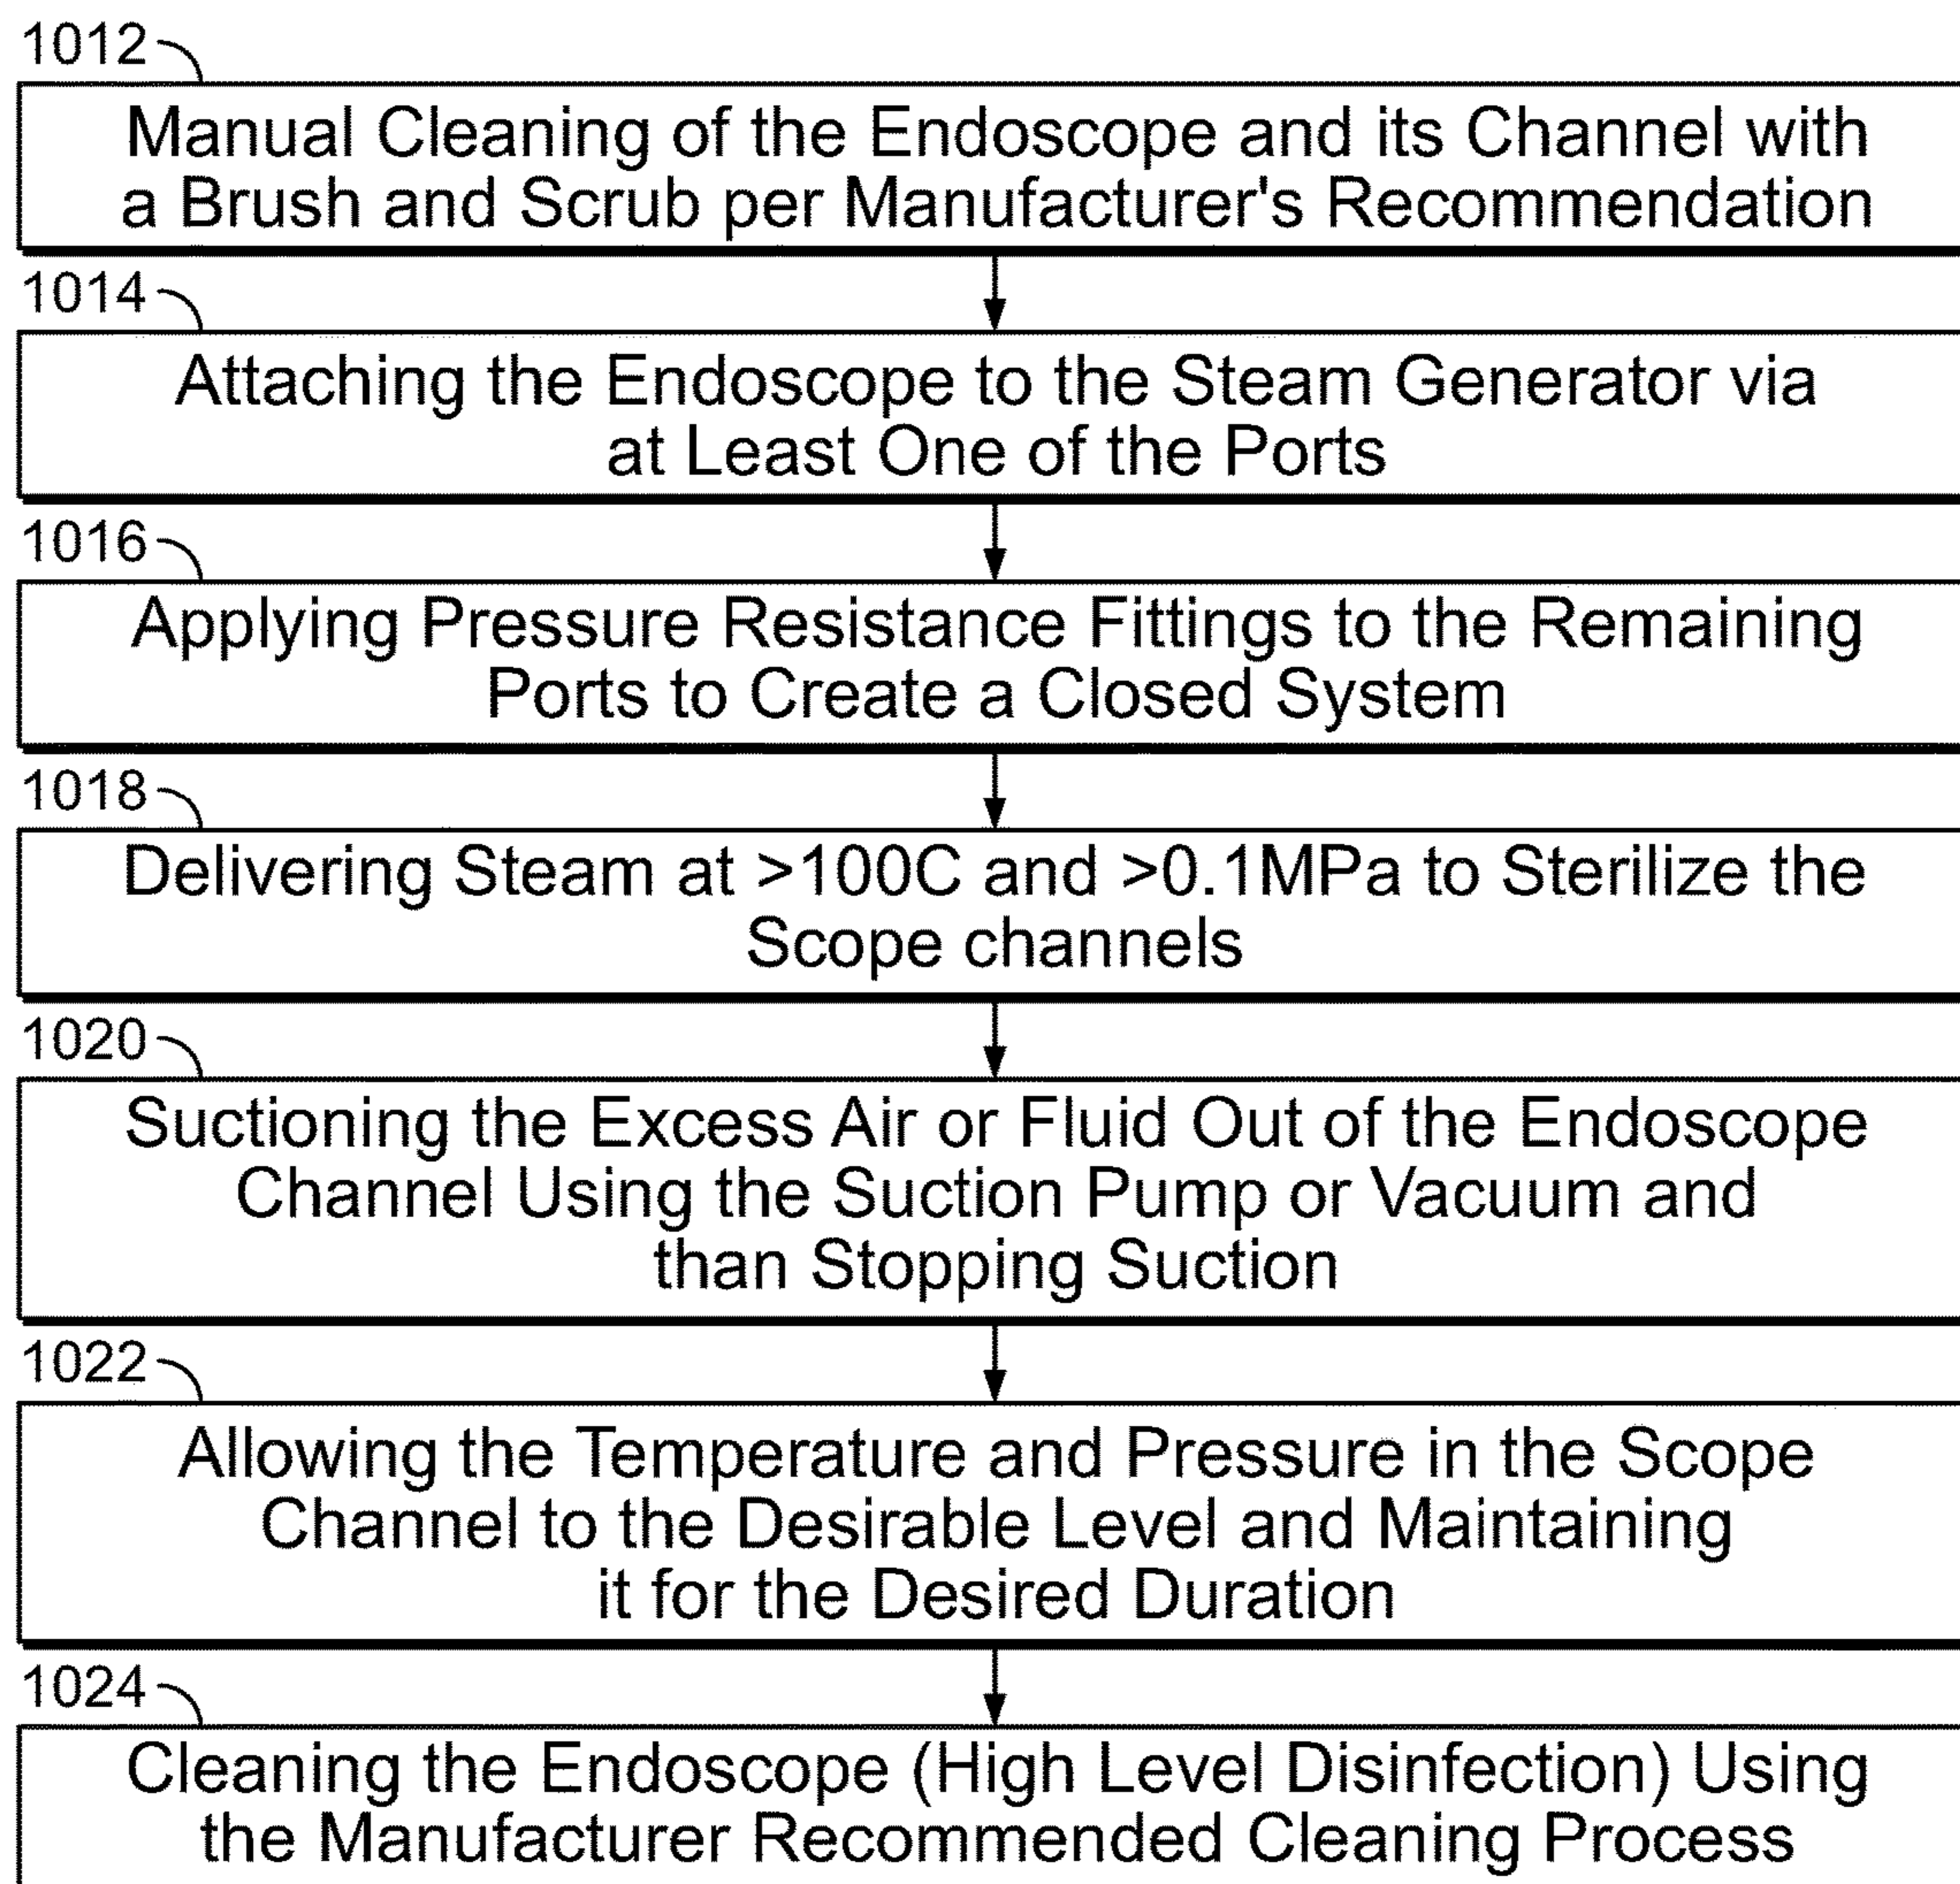 1012
Manual Cleaning of the Endoscope and its Channel with
a Brush and Scrub per Manufacturer's Recommendation
1014
Attaching the Endoscope to the Steam Generator via
at Least One of the Ports
1016
Applying Pressure Resistance Fittings to the Remaining
Ports to Create a Closed System
1018
Delivering Steam at >100C and >0.1MPa to Sterilize the
Scope channels
1020
Suctioning the Excess Air or Fluid Out of the Endoscope
Channel Using the Suction Pump or Vacuum and
than Stopping Suction
1022
Allowing the Temperature and Pressure in the Scope
Channel to the Desirable Level and Maintaining
it for the Desired Duration
1024
Cleaning the Endoscope (High Level Disinfection) Using
the Manufacturer Recommended Cleaning Process